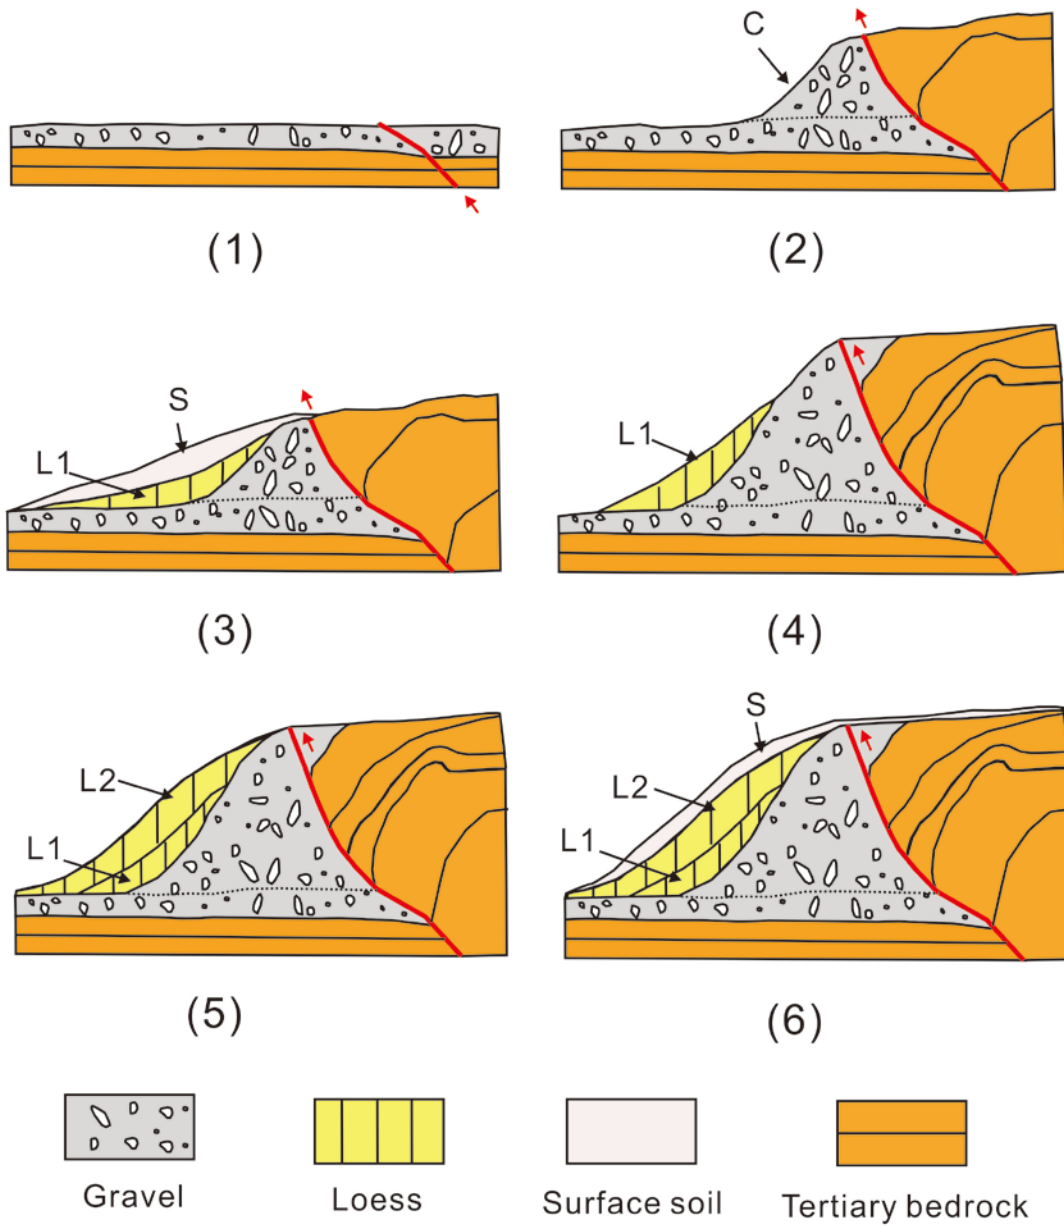 C
(1) (2)
S
L1
L1
(3) (4)
S
L2
L2
L1
L1
(5) (6)
Gravel Loess Surface soil Tertiary bedrock